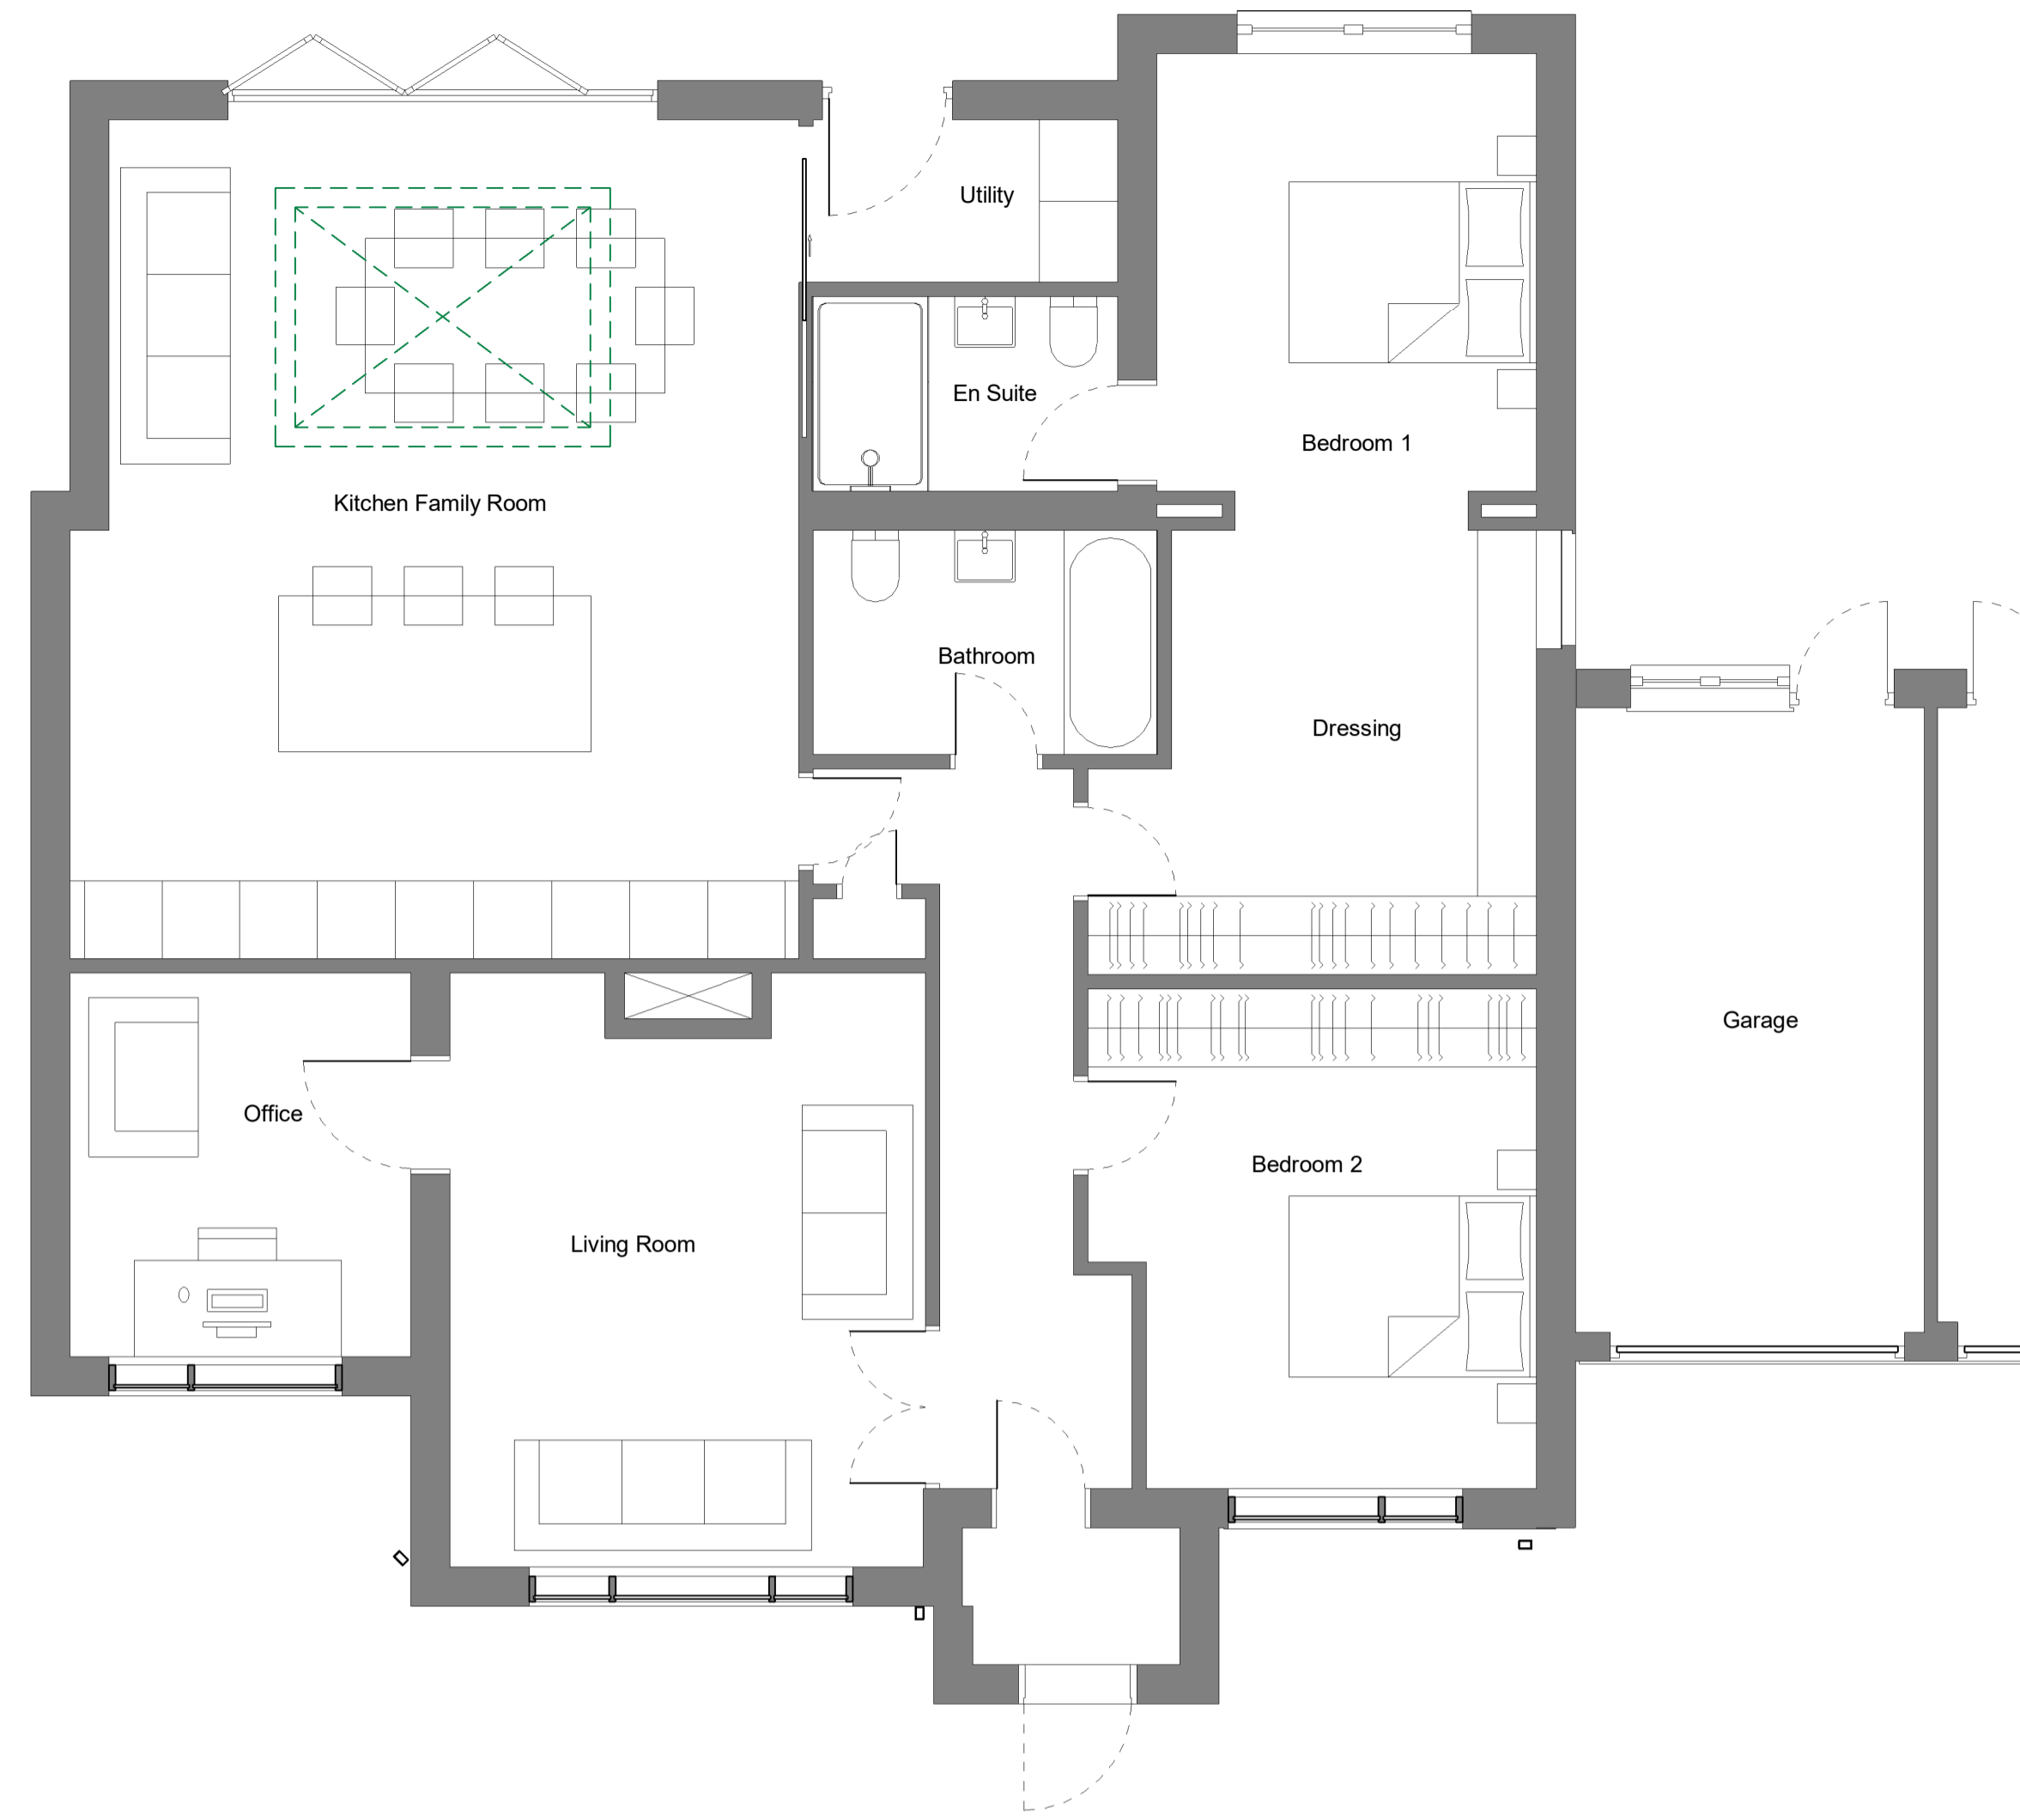 Utility
En Suite
Bedroom 1
Kitchen Family Room
Bathroom
Dressing
Garage
Office
Bedroom 2
Living Room